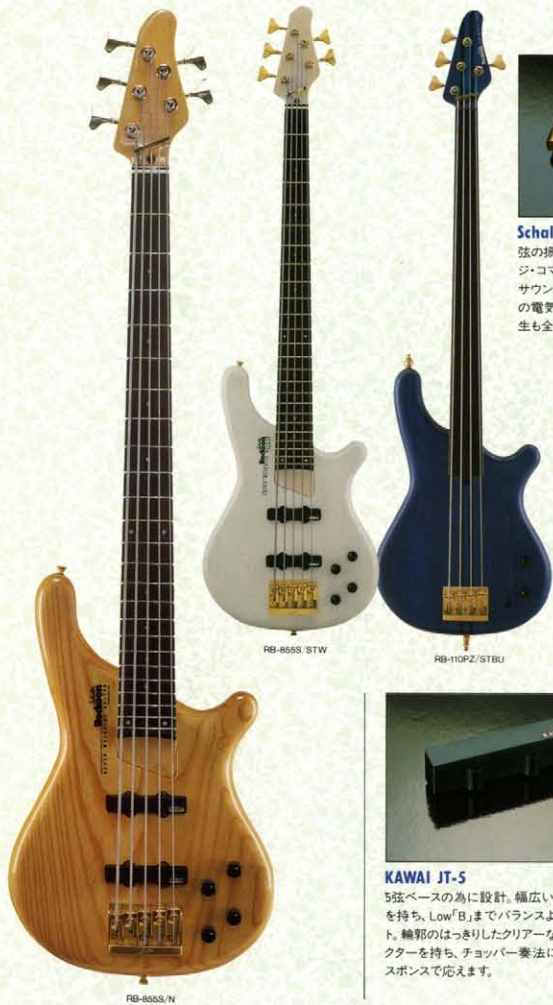 Schal
弦の振
ジ・コマ
サウン
の電気
生も全
RB-855S/STW
RB-110PZ/STBU
Rockoon
Rockoon
KAWAI JT-5
5弦ベースの為に設計。幅広い
を持ち、Low「B」までバランスよ
ト。輪郭のはっきりしたクリアーな
クターを持ち、チョッパー奏法に
スポンスで応えます。
RB-855S/N